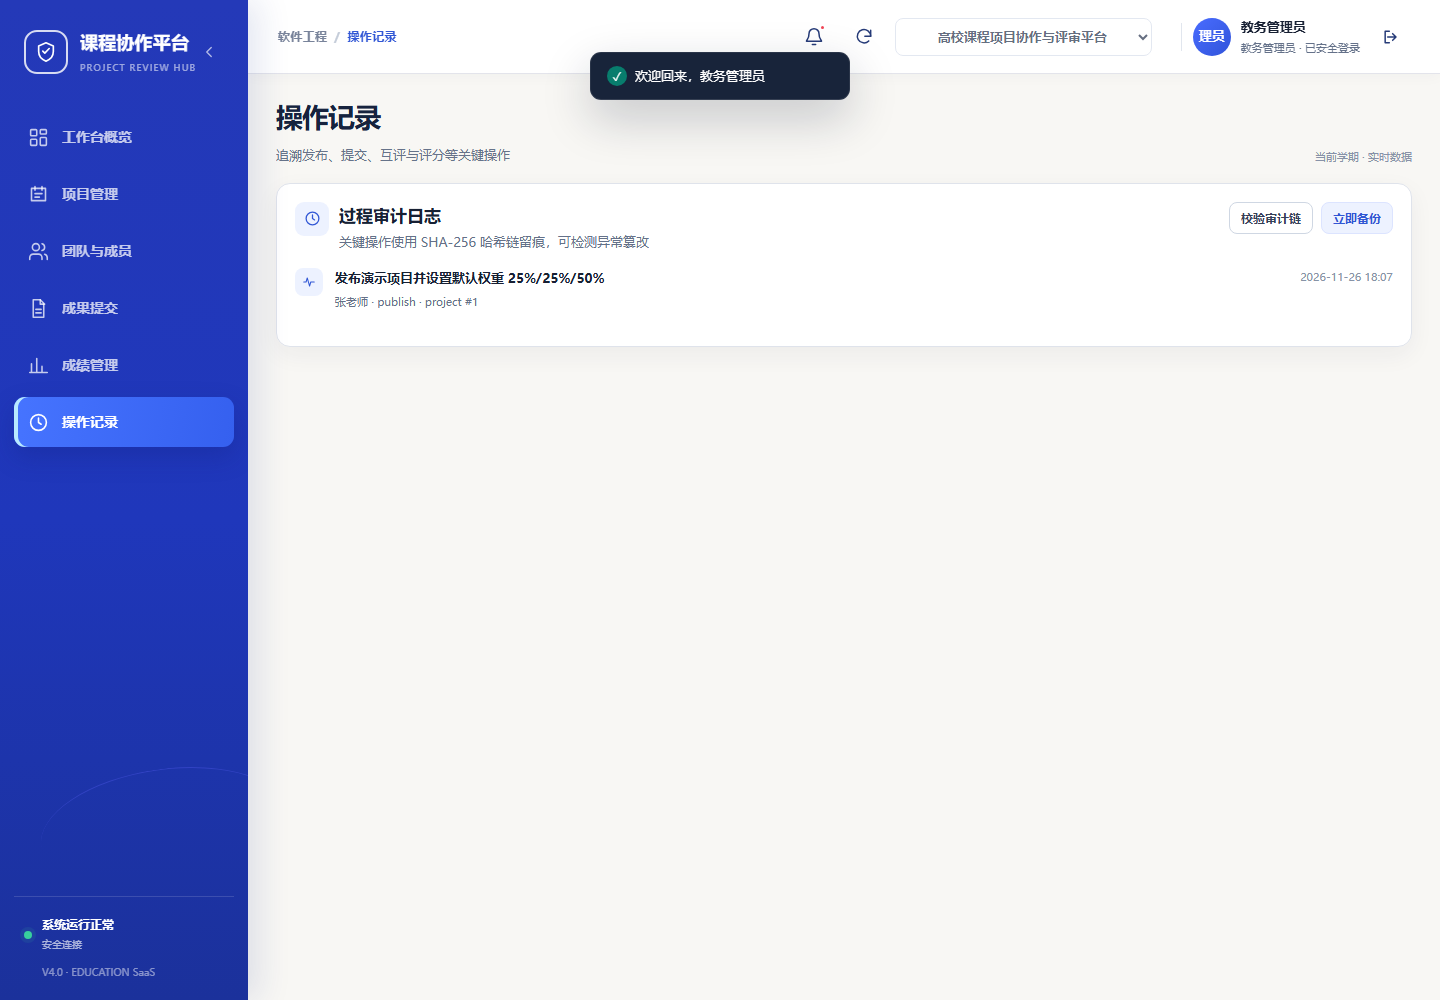 课程协作平台
PROJECT REVIEW HUB
工作台概览
项目管理
团队与成员
成果提交
成绩管理
操作记录
系统运行正常
安全连接
V4.0 · EDUCATION SaaS
软件工程 / 操作记录
高校课程项目协作与评审平台
理员
教务管理员
教务管理员 · 已安全登录
欢迎回来，教务管理员
操作记录
追溯发布、提交、互评与评分等关键操作
当前学期 · 实时数据
过程审计日志
关键操作使用 SHA-256 哈希链留痕，可检测异常篡改
校验审计链
立即备份
发布演示项目并设置默认权重 25%/25%/50%
张老师 · publish · project #1
2026-11-26 18:07